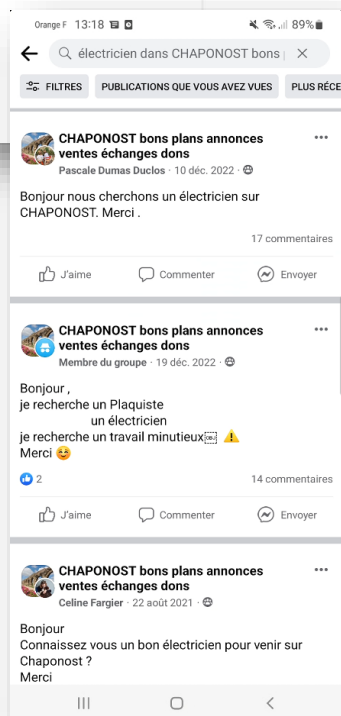 Orange F 13:18 89%
électricien dans CHAPONOST bons
FILTRES PUBLICATIONS QUE VOUS AVEZ VUES PLUS RÉCE
CHAPONOST bons plans annonces
ventes échanges dons
Pascale Dumas Duclos · 10 déc. 2022 ·
Bonjour nous cherchons un électricien sur
CHAPONOST. Merci .
17 commentaires
J'aime Commenter Envoyer
CHAPONOST bons plans annonces
ventes échanges dons
Membre du groupe · 19 déc. 2022 ·
Bonjour ,
je recherche un Plaquiste
un électricien
je recherche un travail minutieux￼ ⚠️
Merci 😊
2 14 commentaires
J'aime Commenter Envoyer
CHAPONOST bons plans annonces
ventes échanges dons
Celine Fargier · 22 août 2021 ·
Bonjour
Connaissez vous un bon électricien pour venir sur
Chaponost ?
Merci